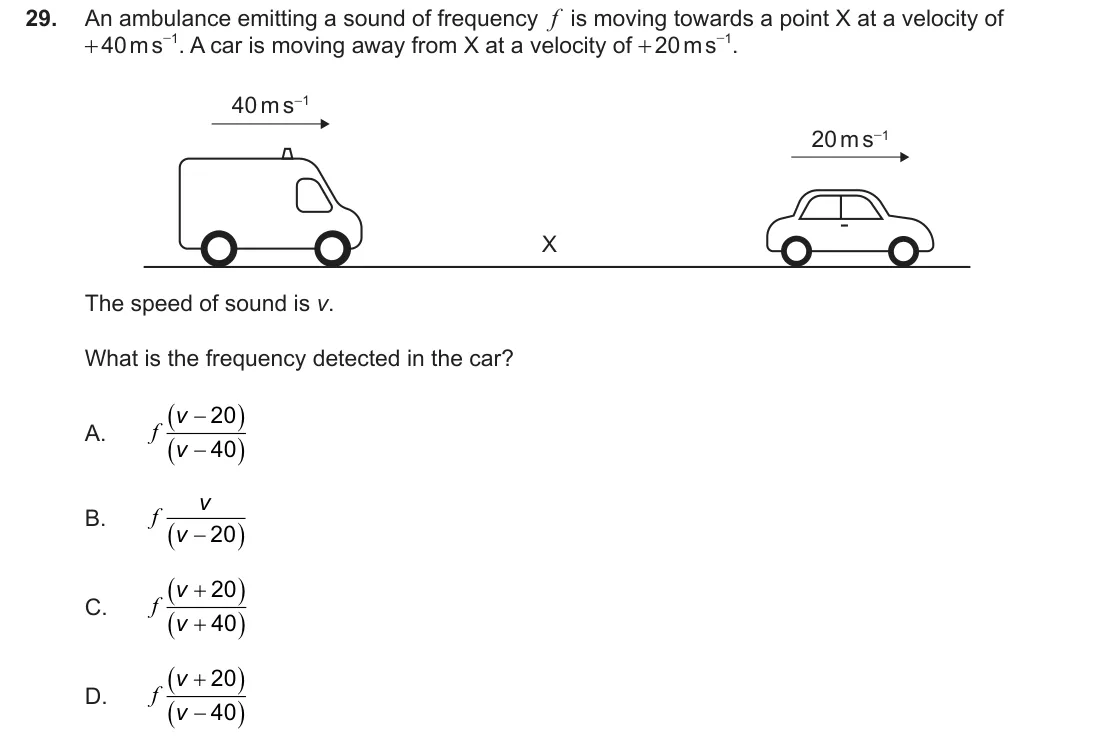 29. An ambulance emitting a sound of frequency f is moving towards a point X at a velocity of
+40 m s⁻¹. A car is moving away from X at a velocity of +20 m s⁻¹.
40 m s⁻¹
20 m s⁻¹
X
The speed of sound is v.
What is the frequency detected in the car?
A. f (v – 20)/(v – 40)
B. f v/(v – 20)
C. f (v + 20)/(v + 40)
D. f (v + 20)/(v – 40)